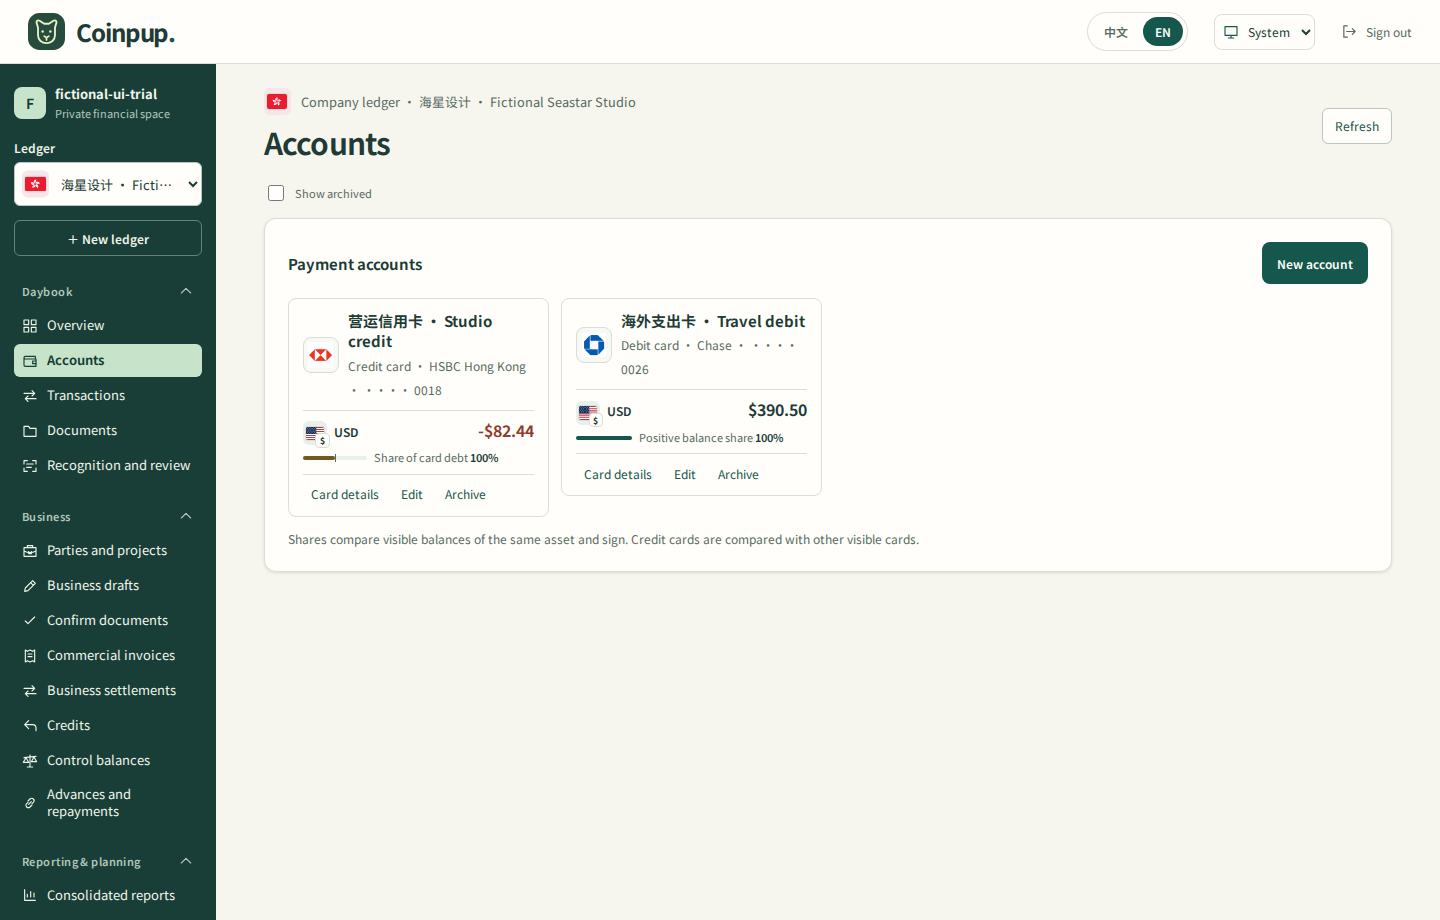 Coinpup.
中文
EN
System
Sign out
F
fictional-ui-trial
Private financial space
Ledger
海星设计 · Ficti···
+ New ledger
Daybook
Overview
Accounts
Transactions
Documents
Recognition and review
Business
Parties and projects
Business drafts
Confirm documents
Commercial invoices
Business settlements
Credits
Control balances
Advances and
repayments
Reporting & planning
Consolidated reports
Company ledger · 海星设计 · Fictional Seastar Studio
Accounts
Refresh
Show archived
Payment accounts
New account
营运信用卡 · Studio
credit
Credit card · HSBC Hong Kong
· ···· 0018
$ USD
-$82.44
Share of card debt 100%
Card details
Edit
Archive
海外支出卡 · Travel debit
Debit card · Chase · ····
0026
$ USD
$390.50
Positive balance share 100%
Card details
Edit
Archive
Shares compare visible balances of the same asset and sign. Credit cards are compared with other visible cards.